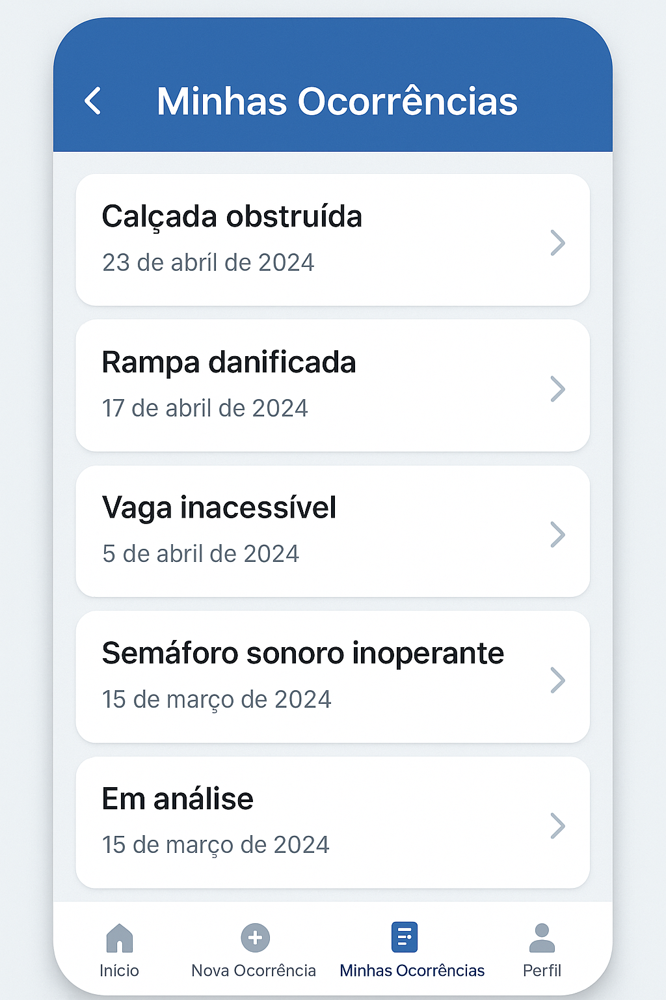 Minhas Ocorrências
Calçada obstruída
23 de abríl de 2024
Rampa danificada
17 de abril de 2024
Vaga inacessível
5 de abril de 2024
Semáforo sonoro inoperante
15 de março de 2024
Em análise
15 de março de 2024
Início
Nova Ocorrência
Minhas Ocorrências
Perfil